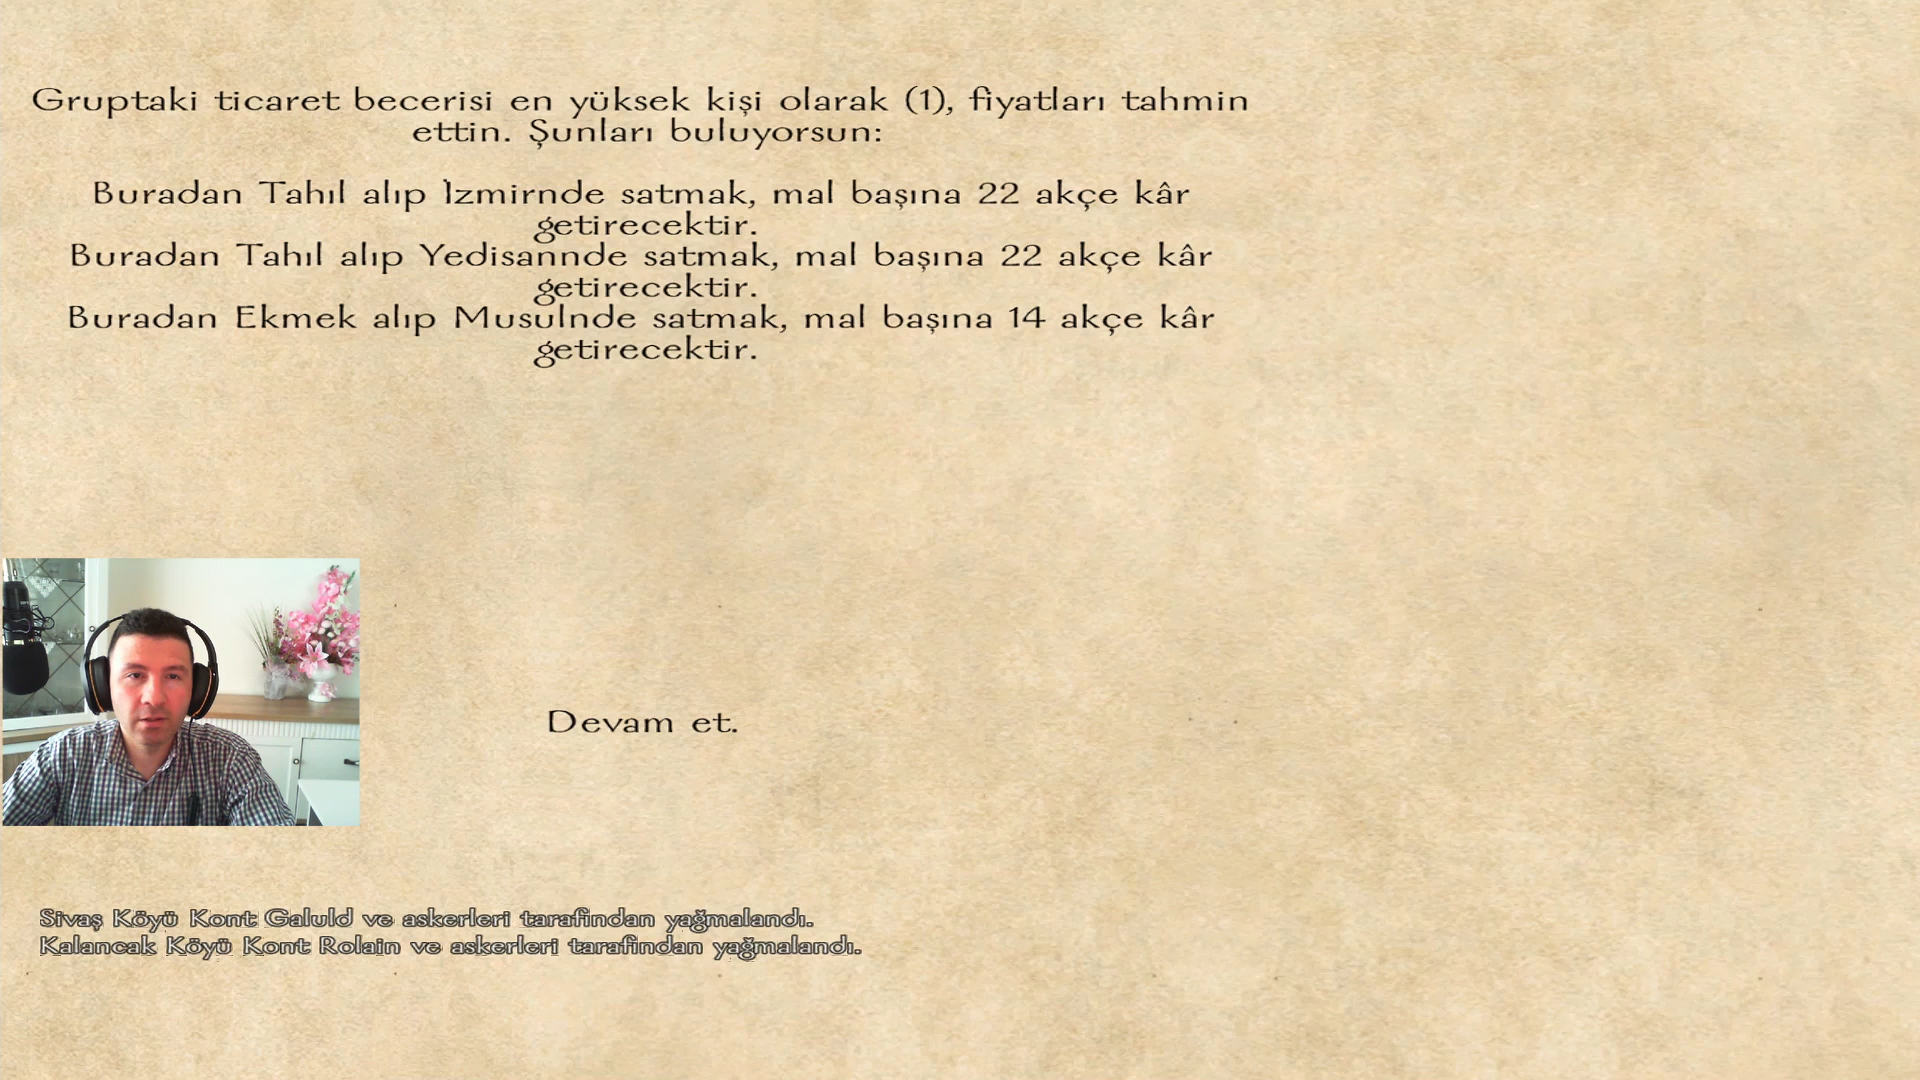 Gruptaki ticaret becerisi en yüksek kişi olarak (1), fiyatları tahmin
ettin. Şunları buluyorsun:
Buradan Tahıl alıp İzmirnde satmak, mal başına 22 akçe kâr
getirecektir.
Buradan Tahıl alıp Yedisannde satmak, mal başına 22 akçe kâr
getirecektir.
Buradan Ekmek alıp Musulnde satmak, mal başına 14 akçe kâr
getirecektir.
Devam et.
Sivaş Köyü Kont Galuld ve askerleri tarafından yağmalandı.
Kalancak Köyü Kont Rolain ve askerleri tarafından yağmalandı.